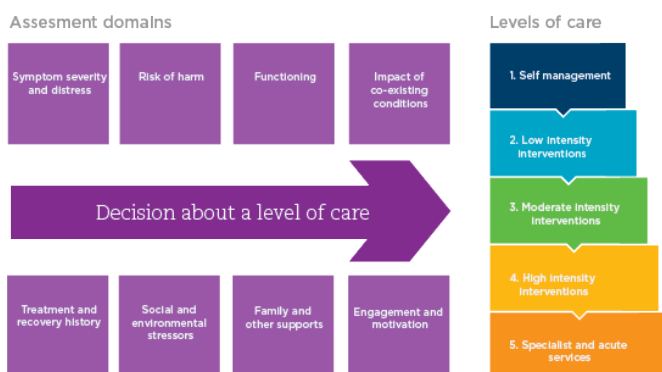 Assesment domains
Levels of care
Symptom severity
and distress
Risk of harm
Functioning
Impact of
co-existing
conditions
1. Self management
2. Low intensity
interventions
Decision about a level of care
3. Moderate intensity
interventions
4. High intensity
interventions
Treatment and
recovery history
Social and
environmental
stressors
Family and
other supports
Engagement and
motivation
5. Specialist and acute
services